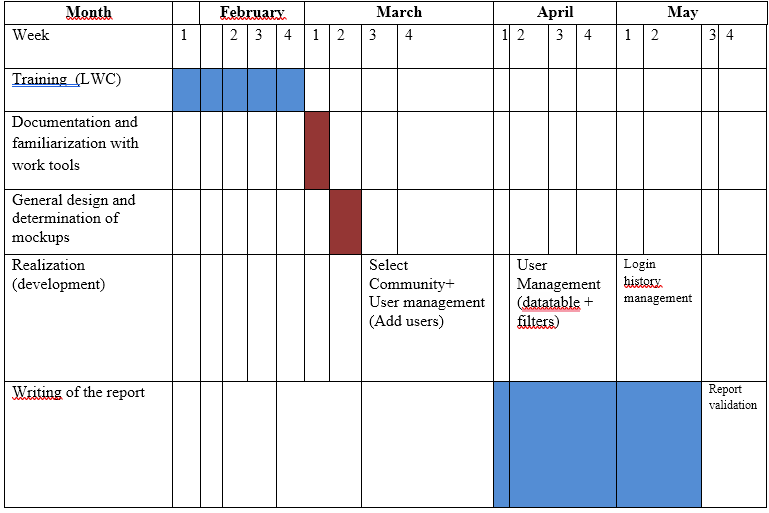 Month February March April May
Week 1 2 3 4 1 2 3 4 1 2 3 4 1 2 3 4
Training (LWC)
Documentation and
familiarization with
work tools
General design and
determination of
mockups
Realization
(development)
Select
Community+
User management
(Add users)
User
Management
(datatable +
filters)
Login
history
management
Writing of the report
Report
validation